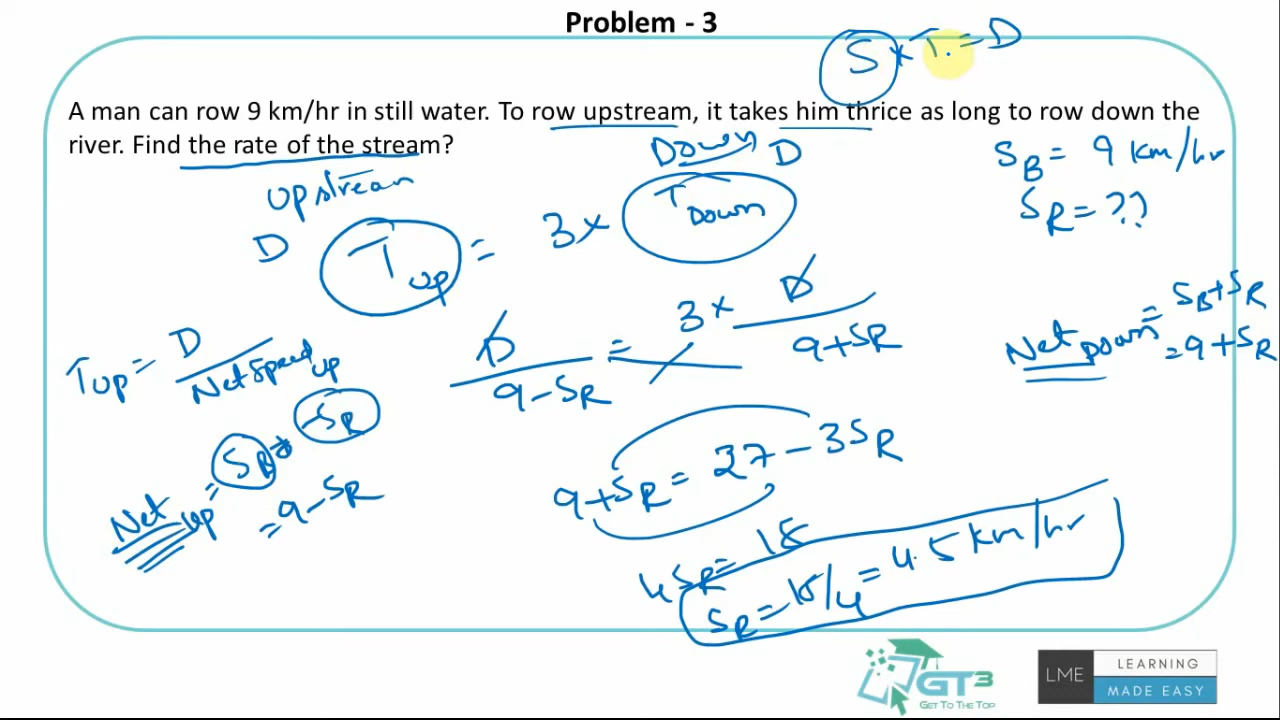 Problem - 3
S * T = D
A man can row 9 km/hr in still water. To row upstream, it takes him thrice as long to row down the
river. Find the rate of the stream?
Upstream
Down D
S_B = 9 km/hr
S_R = ??
D T_up = 3 × T_Down
T_up = D / Net Speed_up
D / 9 - S_R = 3 × D / 9 + S_R
Net_Down = S_B + S_R
= 9 + S_R
Net_up = S_B - S_R
= 9 - S_R
9 + S_R = 27 - 3S_R
4S_R = 18
S_R = 18/4 = 4.5 km/hr
GT3
GET TO THE TOP
LME
LEARNING
MADE EASY